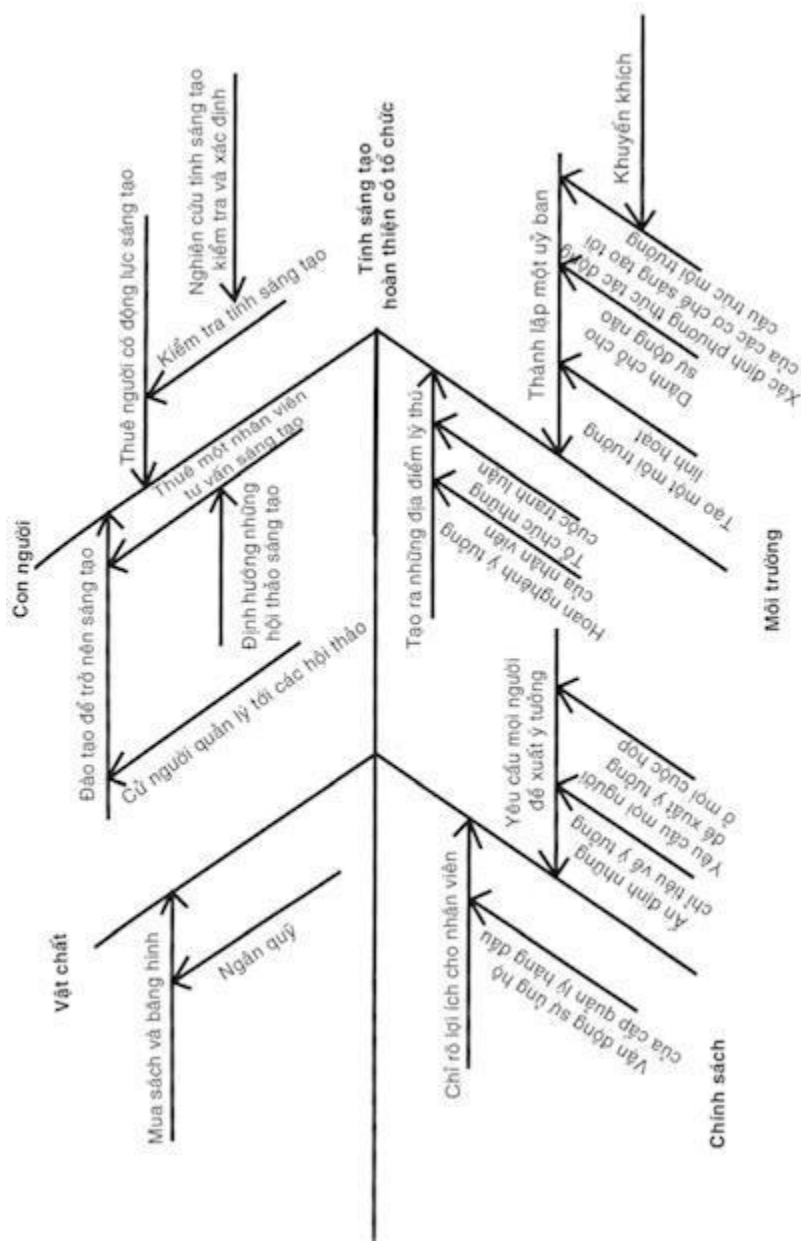 Con người
Thuê người có động lực sáng tạo
Kiểm tra tính sáng tạo
Nghiên cứu tính sáng tạo
kiểm tra và xác định
Đào tạo để trở nên sáng tạo
Thuê một nhân viên
tư vấn sáng tạo
Định hướng những
hội thảo sáng tạo
Cử người quản lý tới các hội thảo
Vật chất
Mua sách và băng hình
Ngân quỹ
Tính sáng tạo
hoàn thiện có tổ chức
Tạo ra những địa điểm lý thú
Tổ chức những
cuộc tranh luận
Hoan nghênh ý tưởng
của nhân viên
Thành lập một uỷ ban
Khuyến khích
Xác định phương thức tác động
của các cơ chế sáng tạo tới
cấu trúc môi trường
Dành chỗ cho
sự động não
Tạo một môi trường
linh hoạt
Môi trường
Yêu cầu mọi người
đề xuất ý tưởng
Yêu cầu mọi người
đề xuất ý tưởng
ở mọi cuộc họp
Ấn định những
chỉ tiêu về ý tưởng
Chỉ rõ lợi ích cho nhân viên
Vận động sự ủng hộ
của cấp quản lý hàng đầu
Chính sách